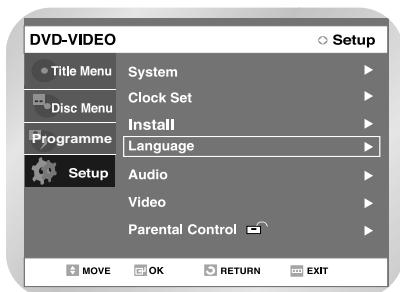 DVD-VIDEO Setup
Title Menu
Disc Menu
Programme
Setup
System
Clock Set
Install
Language
Audio
Video
Parental Control
MOVE OK RETURN EXIT